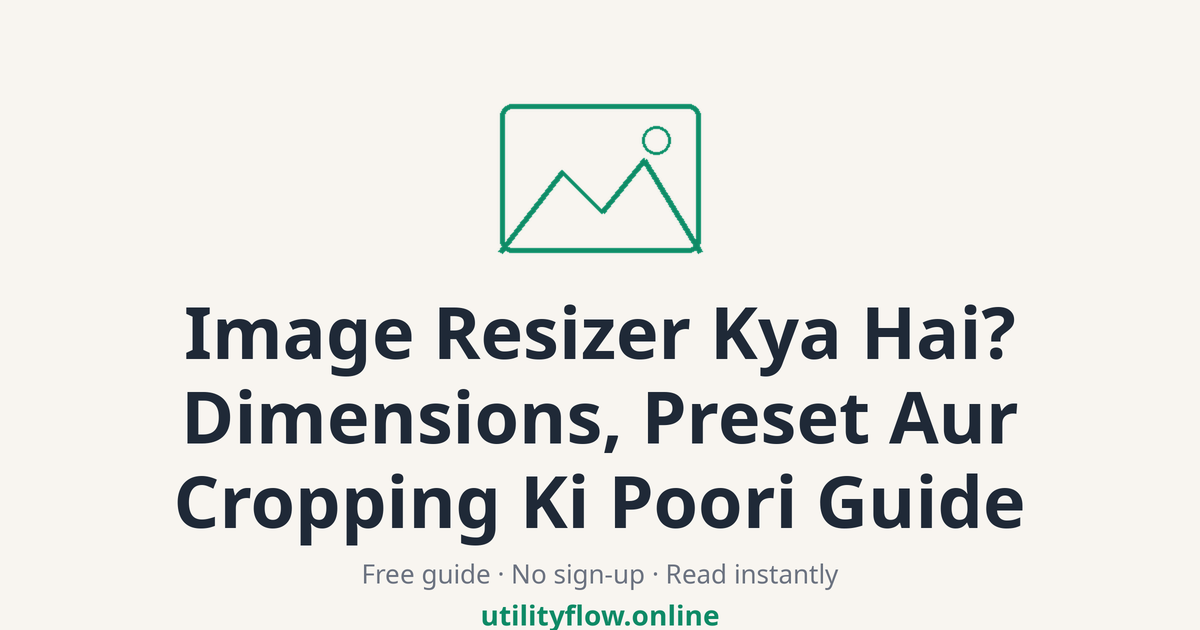 Image Resizer Kya Hai?
Dimensions, Preset Aur
Cropping Ki Poori Guide
Free guide · No sign-up · Read instantly
utilityflow.online